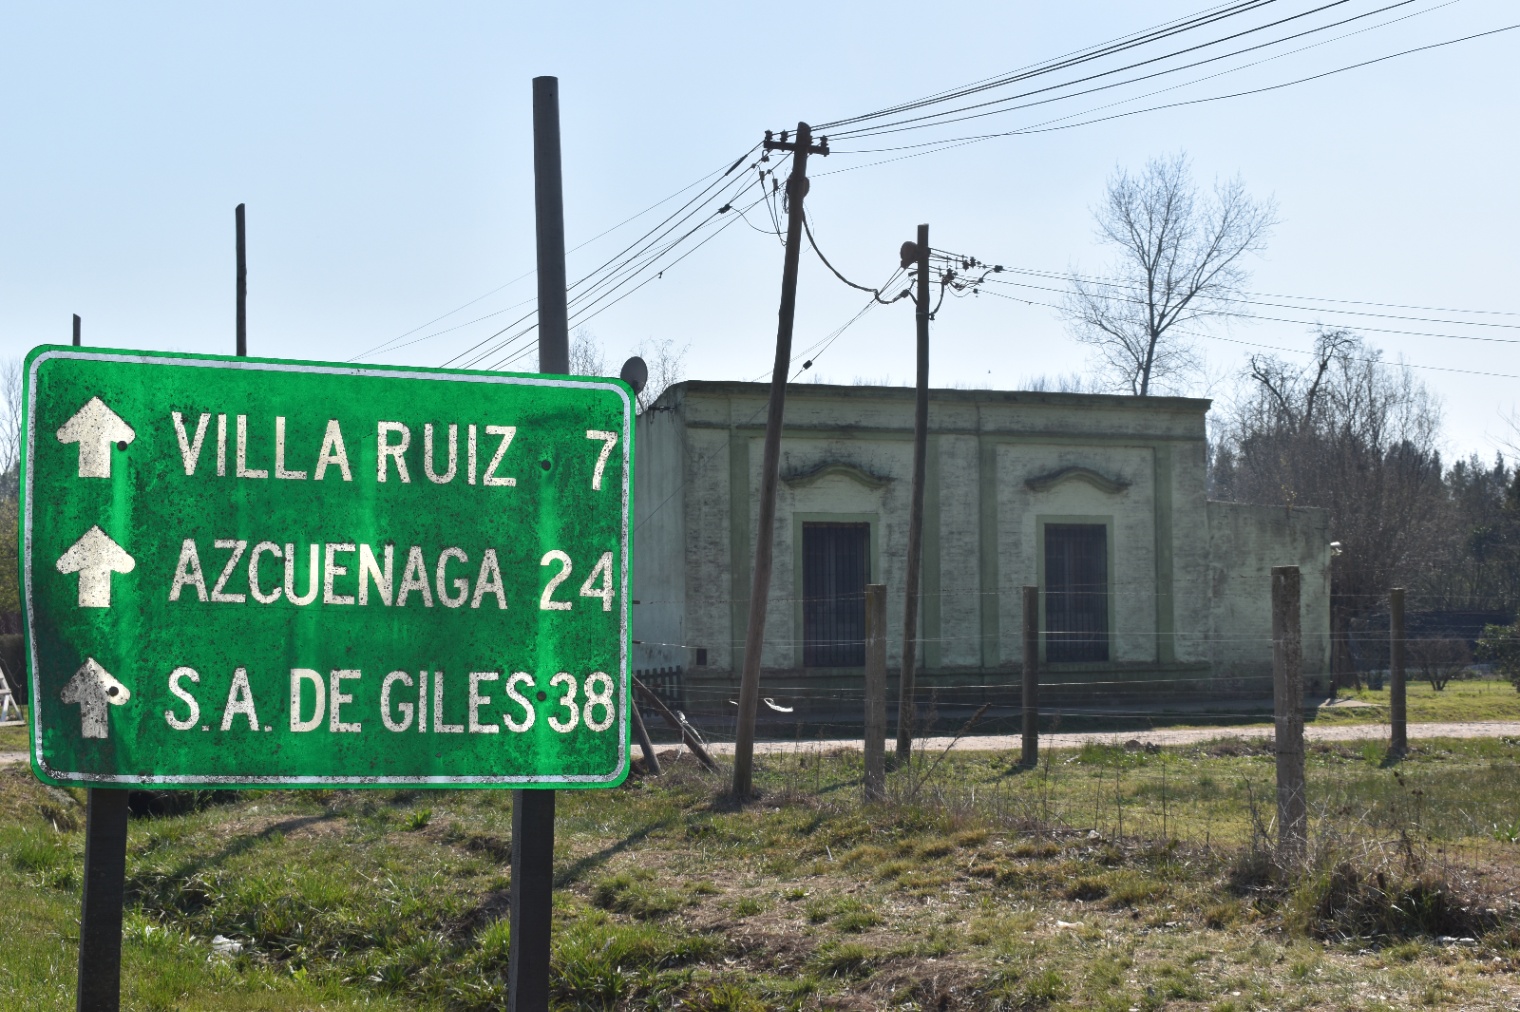 VILLA RUIZ 7
AZCUENAGA 24
S.A. DE GILES 38